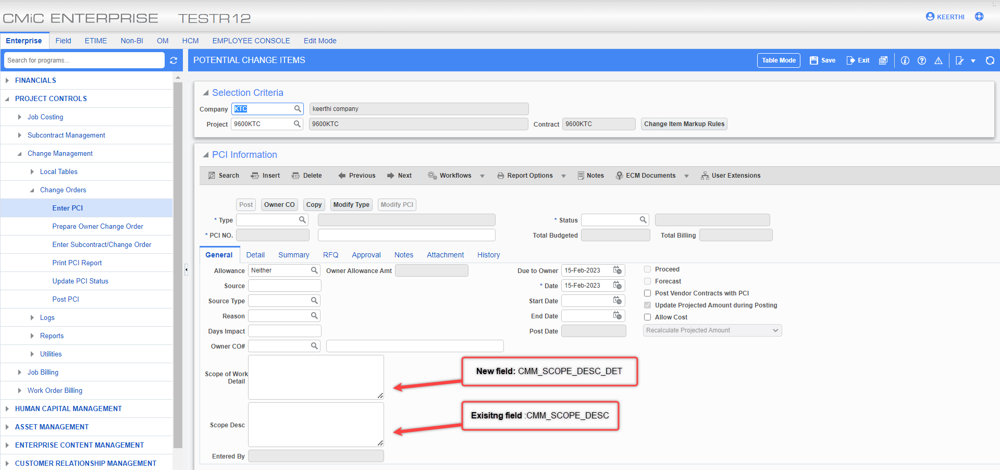 CMiC ENTERPRISE TESTR12
KEERTHI
Enterprise Field ETIME Non-BI OM HCM EMPLOYEE CONSOLE Edit Mode
Search for programs...
POTENTIAL CHANGE ITEMS
Table Mode Save Exit
FINANCIALS
PROJECT CONTROLS
Job Costing
Subcontract Management
Change Management
Local Tables
Change Orders
Enter PCI
Prepare Owner Change Order
Enter Subcontract/Change Order
Print PCI Report
Update PCI Status
Post PCI
Logs
Reports
Utilities
Job Billing
Work Order Billing
HUMAN CAPITAL MANAGEMENT
ASSET MANAGEMENT
ENTERPRISE CONTENT MANAGEMENT
CUSTOMER RELATIONSHIP MANAGEMENT
Selection Criteria
Company KTC keerthi company
Project 9600KTC 9600KTC Contract 9600KTC Change Item Markup Rules
PCI Information
Search Insert Delete Previous Next Workflows Report Options Notes ECM Documents User Extensions
Post Owner CO Copy Modify Type Modify PCI
* Type * Status
* PCI NO. Total Budgeted Total Billing
General Detail Summary RFQ Approval Notes Attachment History
Allowance Neither Owner Allowance Amt Due to Owner 15-Feb-2023 Proceed
Source * Date 15-Feb-2023 Forecast
Post Vendor Contracts with PCI
Source Type Start Date Update Projected Amount during Posting
Reason End Date Allow Cost
Days Impact Post Date Recalculate Projected Amount
Owner CO#
Scope of Work
Detail
New field: CMM_SCOPE_DESC_DET
Scope Desc
Exisitng field :CMM_SCOPE_DESC
Entered By